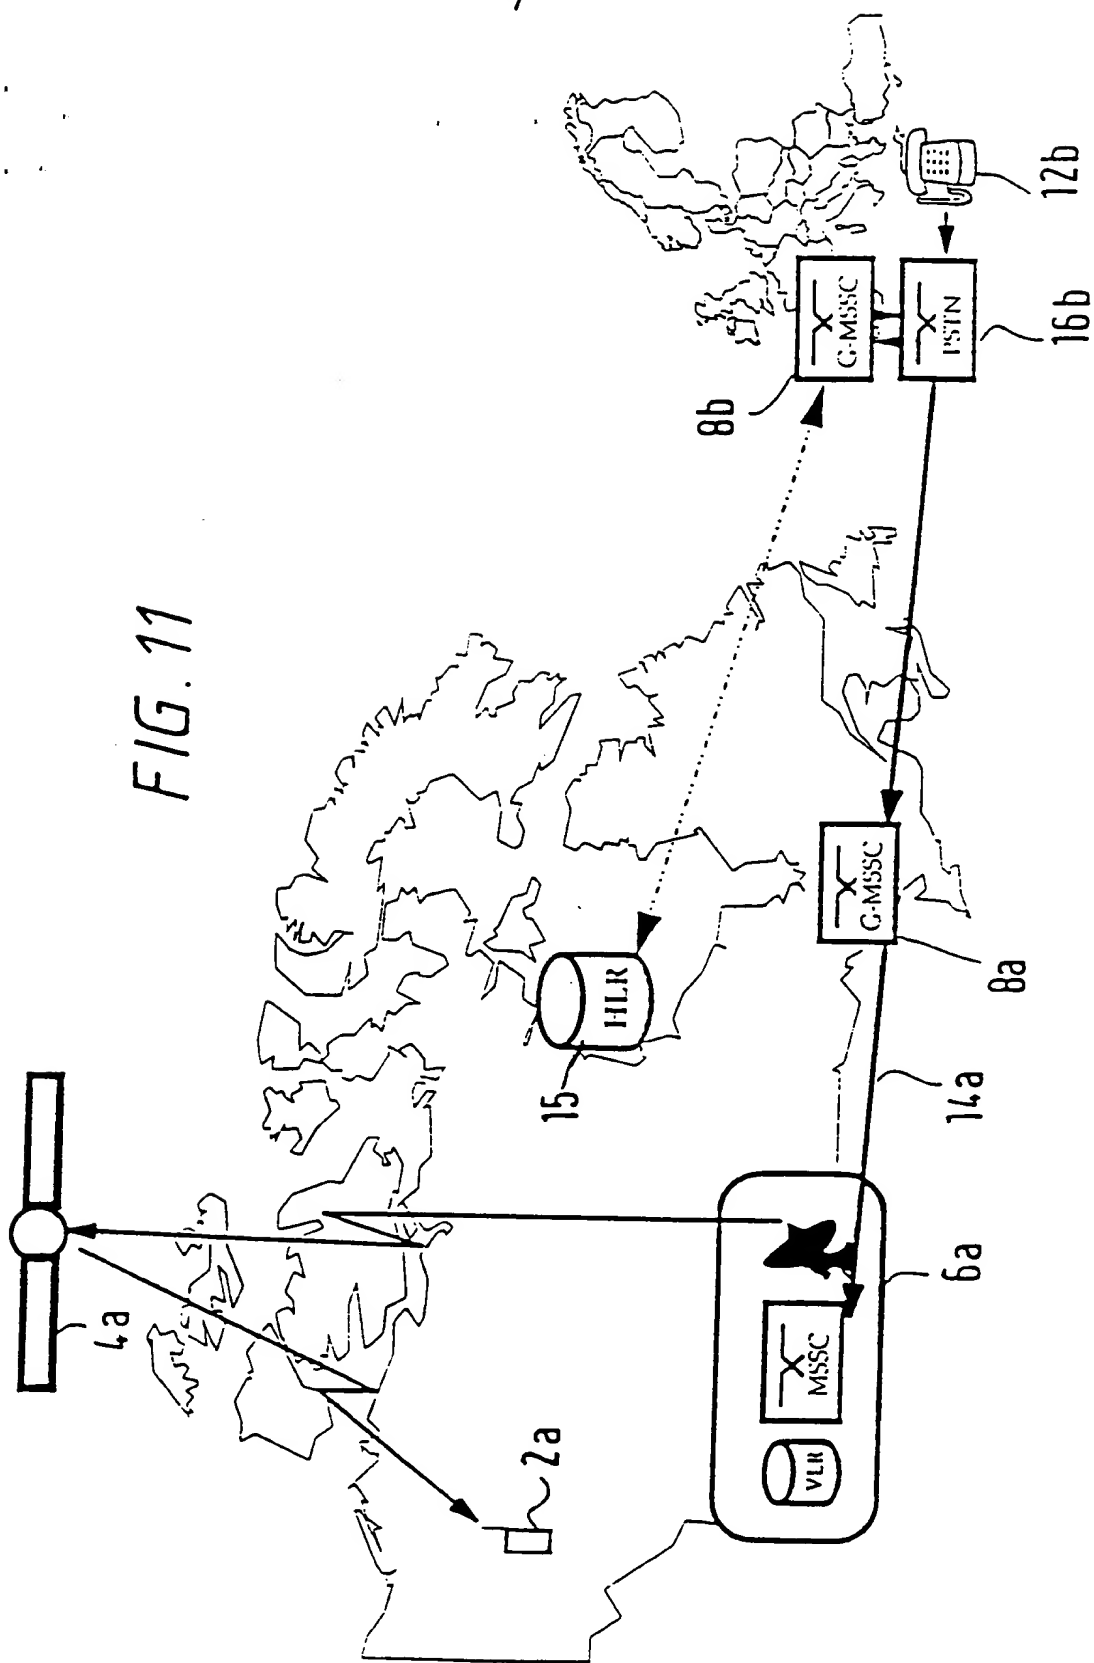 FIG. 11
4a
2a
15
HLR
8b
G-MSSC
PSTN
16b
12b
G-MSSC
8a
14a
6a
MSSC
VLR